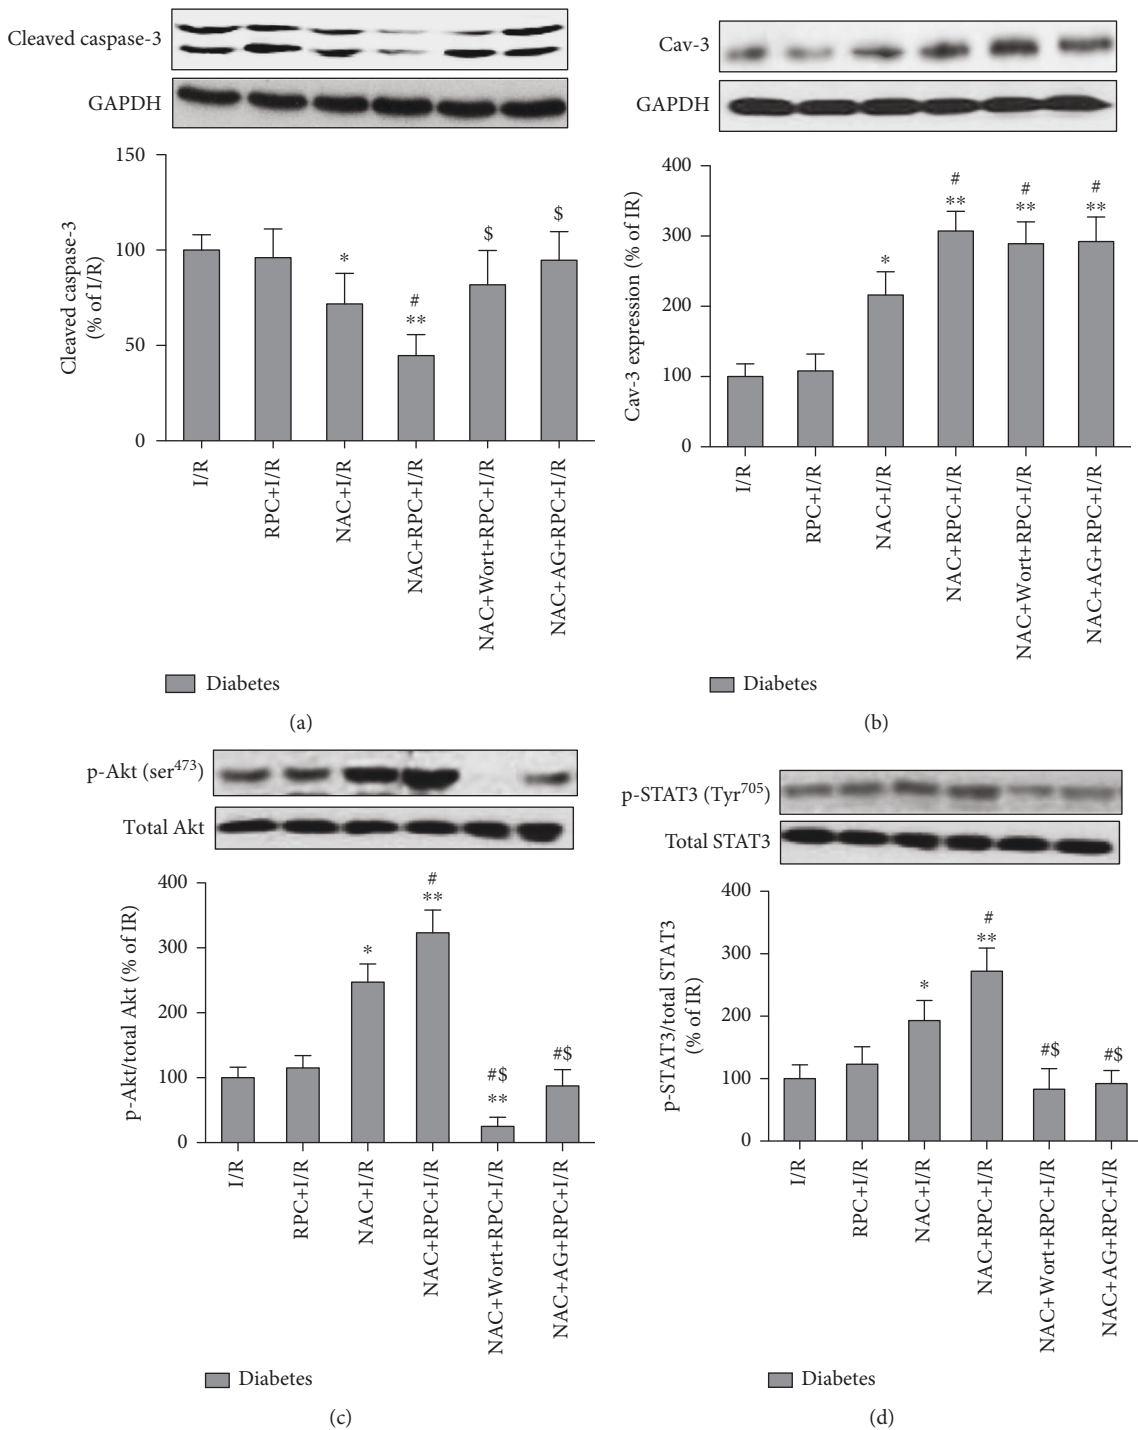 Cleaved caspase-3
GAPDH
150
100
50
0
Cleaved caspase-3
(% of I/R)
*
#
**
$
$
I/R
RPC+I/R
NAC+I/R
NAC+RPC+I/R
NAC+Wort+RPC+I/R
NAC+AG+RPC+I/R
Diabetes
(a)
Cav-3
GAPDH
400
300
200
100
0
Cav-3 expression (% of IR)
*
#
**
#
**
#
**
I/R
RPC+I/R
NAC+I/R
NAC+RPC+I/R
NAC+Wort+RPC+I/R
NAC+AG+RPC+I/R
Diabetes
(b)
p-Akt (ser473)
Total Akt
400
300
200
100
0
p-Akt/total Akt (% of IR)
*
#
**
#$
**
#$
I/R
RPC+I/R
NAC+I/R
NAC+RPC+I/R
NAC+Wort+RPC+I/R
NAC+AG+RPC+I/R
Diabetes
(c)
p-STAT3 (Tyr705)
Total STAT3
400
300
200
100
0
p-STAT3/total STAT3
(% of IR)
*
#
**
#$
#$
I/R
RPC+I/R
NAC+I/R
NAC+RPC+I/R
NAC+Wort+RPC+I/R
NAC+AG+RPC+I/R
Diabetes
(d)